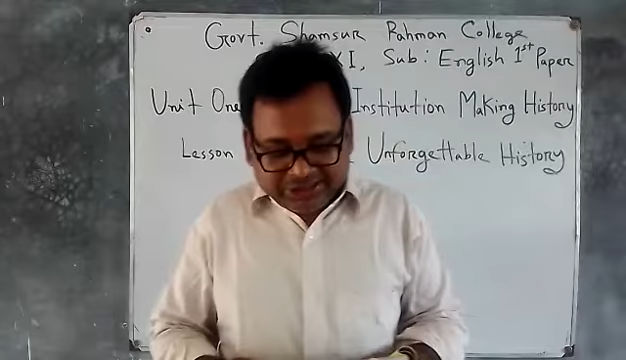 Govt. Shamsur Rahman College
XI, Sub: English 1st Paper
Unit One Institution Making History
Lesson Unforgettable History